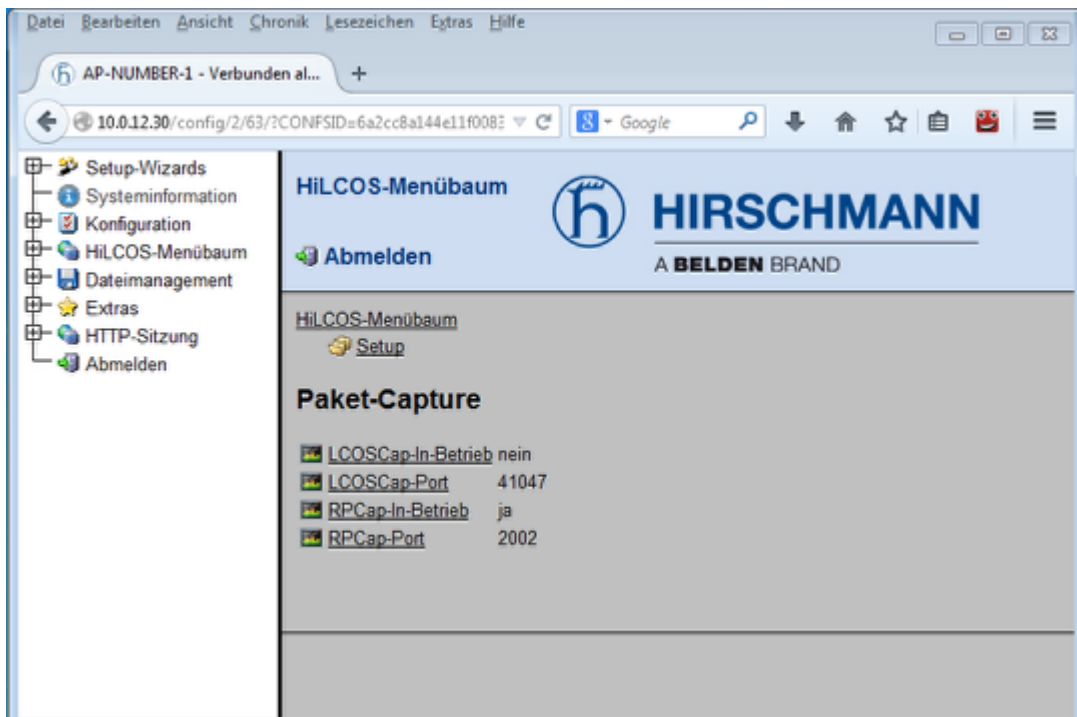 Datei Bearbeiten Ansicht Chronik Lesezeichen Extras Hilfe
AP-NUMBER-1 - Verbunden al...
10.0.12.30/config/2/63/?CONFSID=6a2cc8a144e11f008 Google
Setup-Wizards
Systeminformation
Konfiguration
HiLCOS-Menübaum
Dateimanagement
Extras
HTTP-Sitzung
Abmelden
HiLCOS-Menübaum
Abmelden
HIRSCHMANN
A BELDEN BRAND
HiLCOS-Menübaum
Setup
Paket-Capture
LCOSCap-In-Betrieb nein
LCOSCap-Port 41047
RPCap-In-Betrieb ja
RPCap-Port 2002